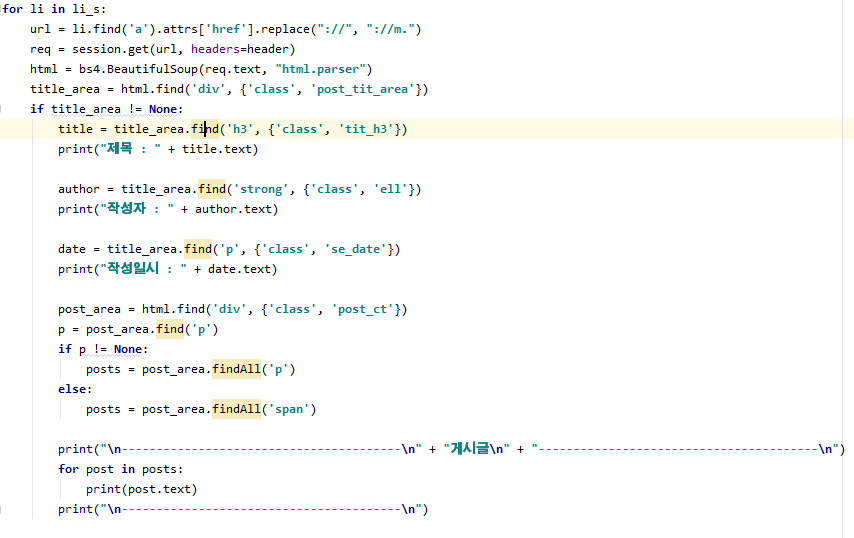 for li in li_s:
    url = li.find('a').attrs['href'].replace("://", "://m.")
    req = session.get(url, headers=header)
    html = bs4.BeautifulSoup(req.text, "html.parser")
    title_area = html.find('div', {'class', 'post_tit_area'})
    if title_area != None:
        title = title_area.find('h3', {'class', 'tit_h3'})
        print("제목 : " + title.text)

        author = title_area.find('strong', {'class', 'ell'})
        print("작성자 : " + author.text)

        date = title_area.find('p', {'class', 'se_date'})
        print("작성일시 : " + date.text)

        post_area = html.find('div', {'class', 'post_ct'})
        p = post_area.find('p')
        if p != None:
            posts = post_area.findAll('p')
        else:
            posts = post_area.findAll('span')

        print("\n----------------------------------------\n" + "게시글\n" + "----------------------------------------\n")
        for post in posts:
            print(post.text)
        print("\n----------------------------------------\n")